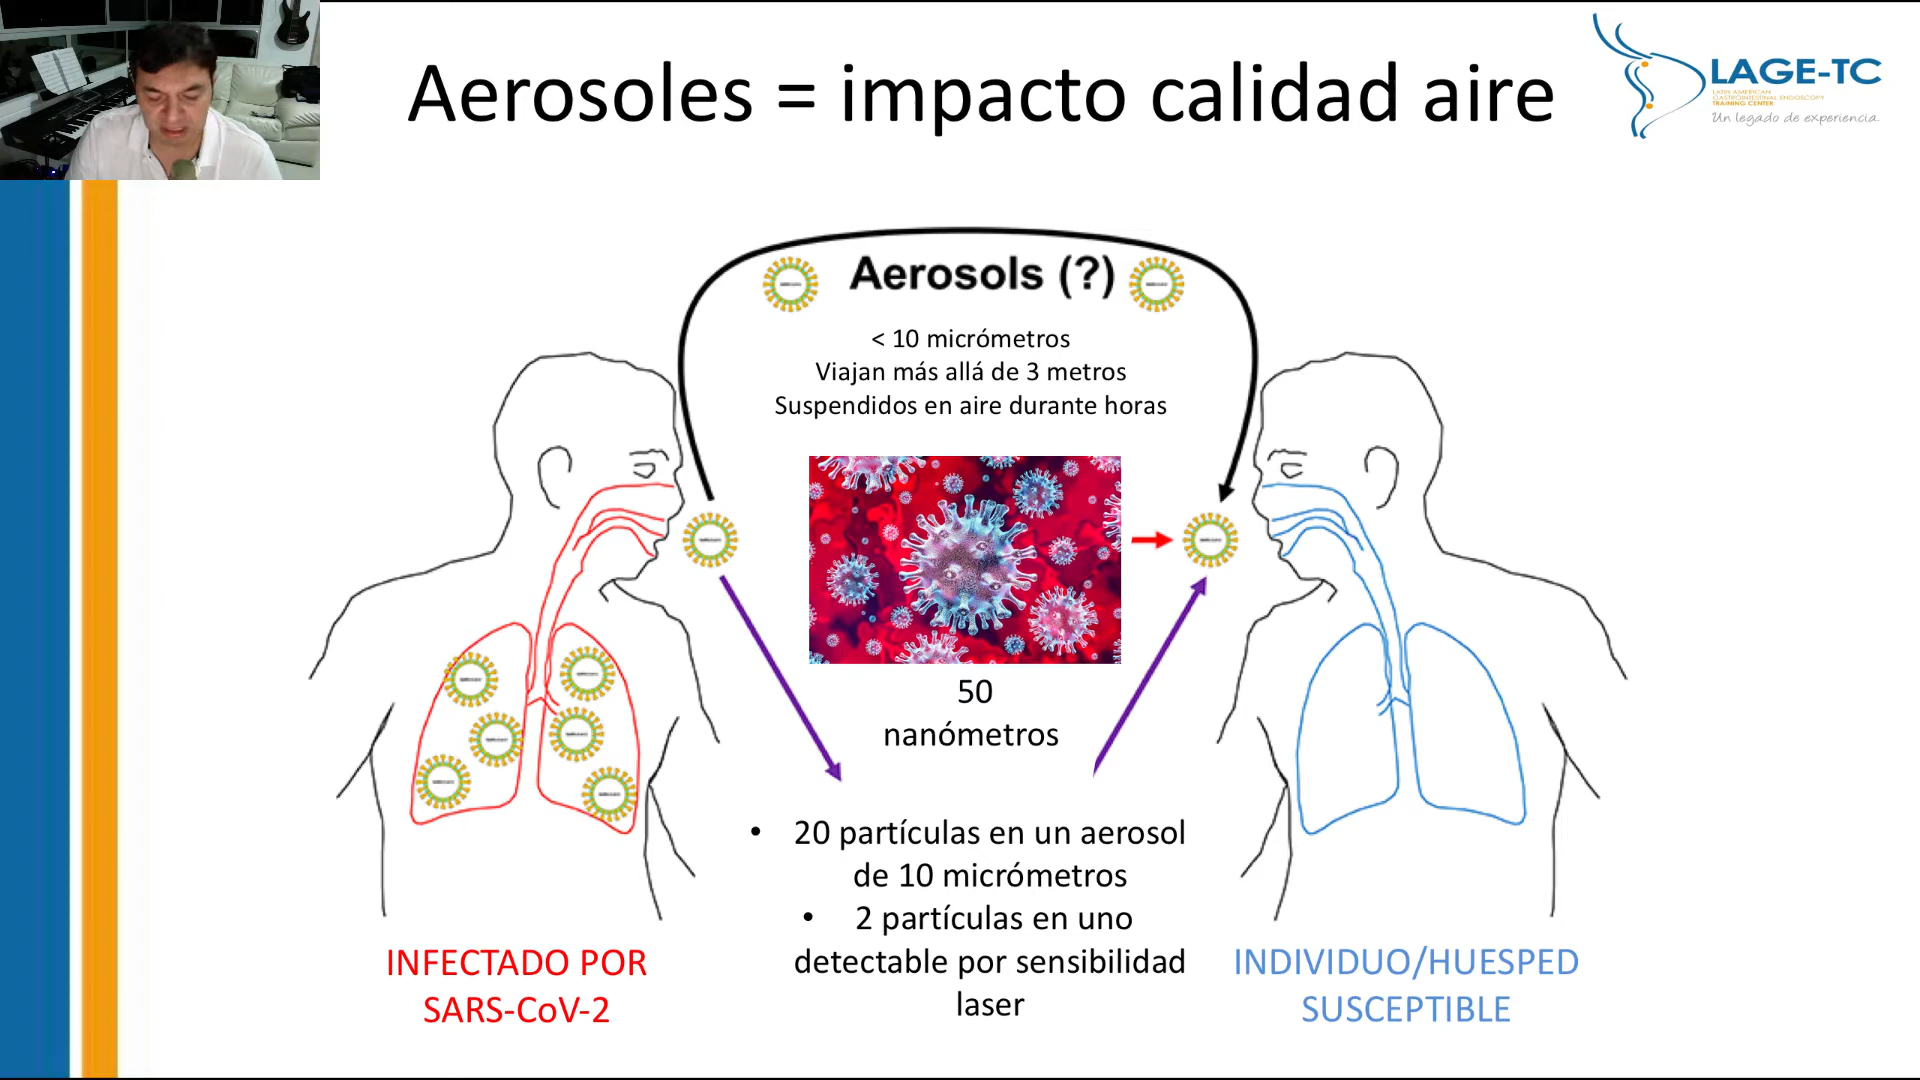 Aerosoles = impacto calidad aire
LAGE-TC
LATIN AMERICAN
GASTROINTESTINAL ENDOSCOPY
TRAINING CENTER
Un legado de experiencia.
Aerosols (?)
< 10 micrómetros
Viajan más allá de 3 metros
Suspendidos en aire durante horas
50
nanómetros
• 20 partículas en un aerosol
de 10 micrómetros
• 2 partículas en uno
detectable por sensibilidad
laser
INFECTADO POR
SARS-CoV-2
INDIVIDUO/HUESPED
SUSCEPTIBLE